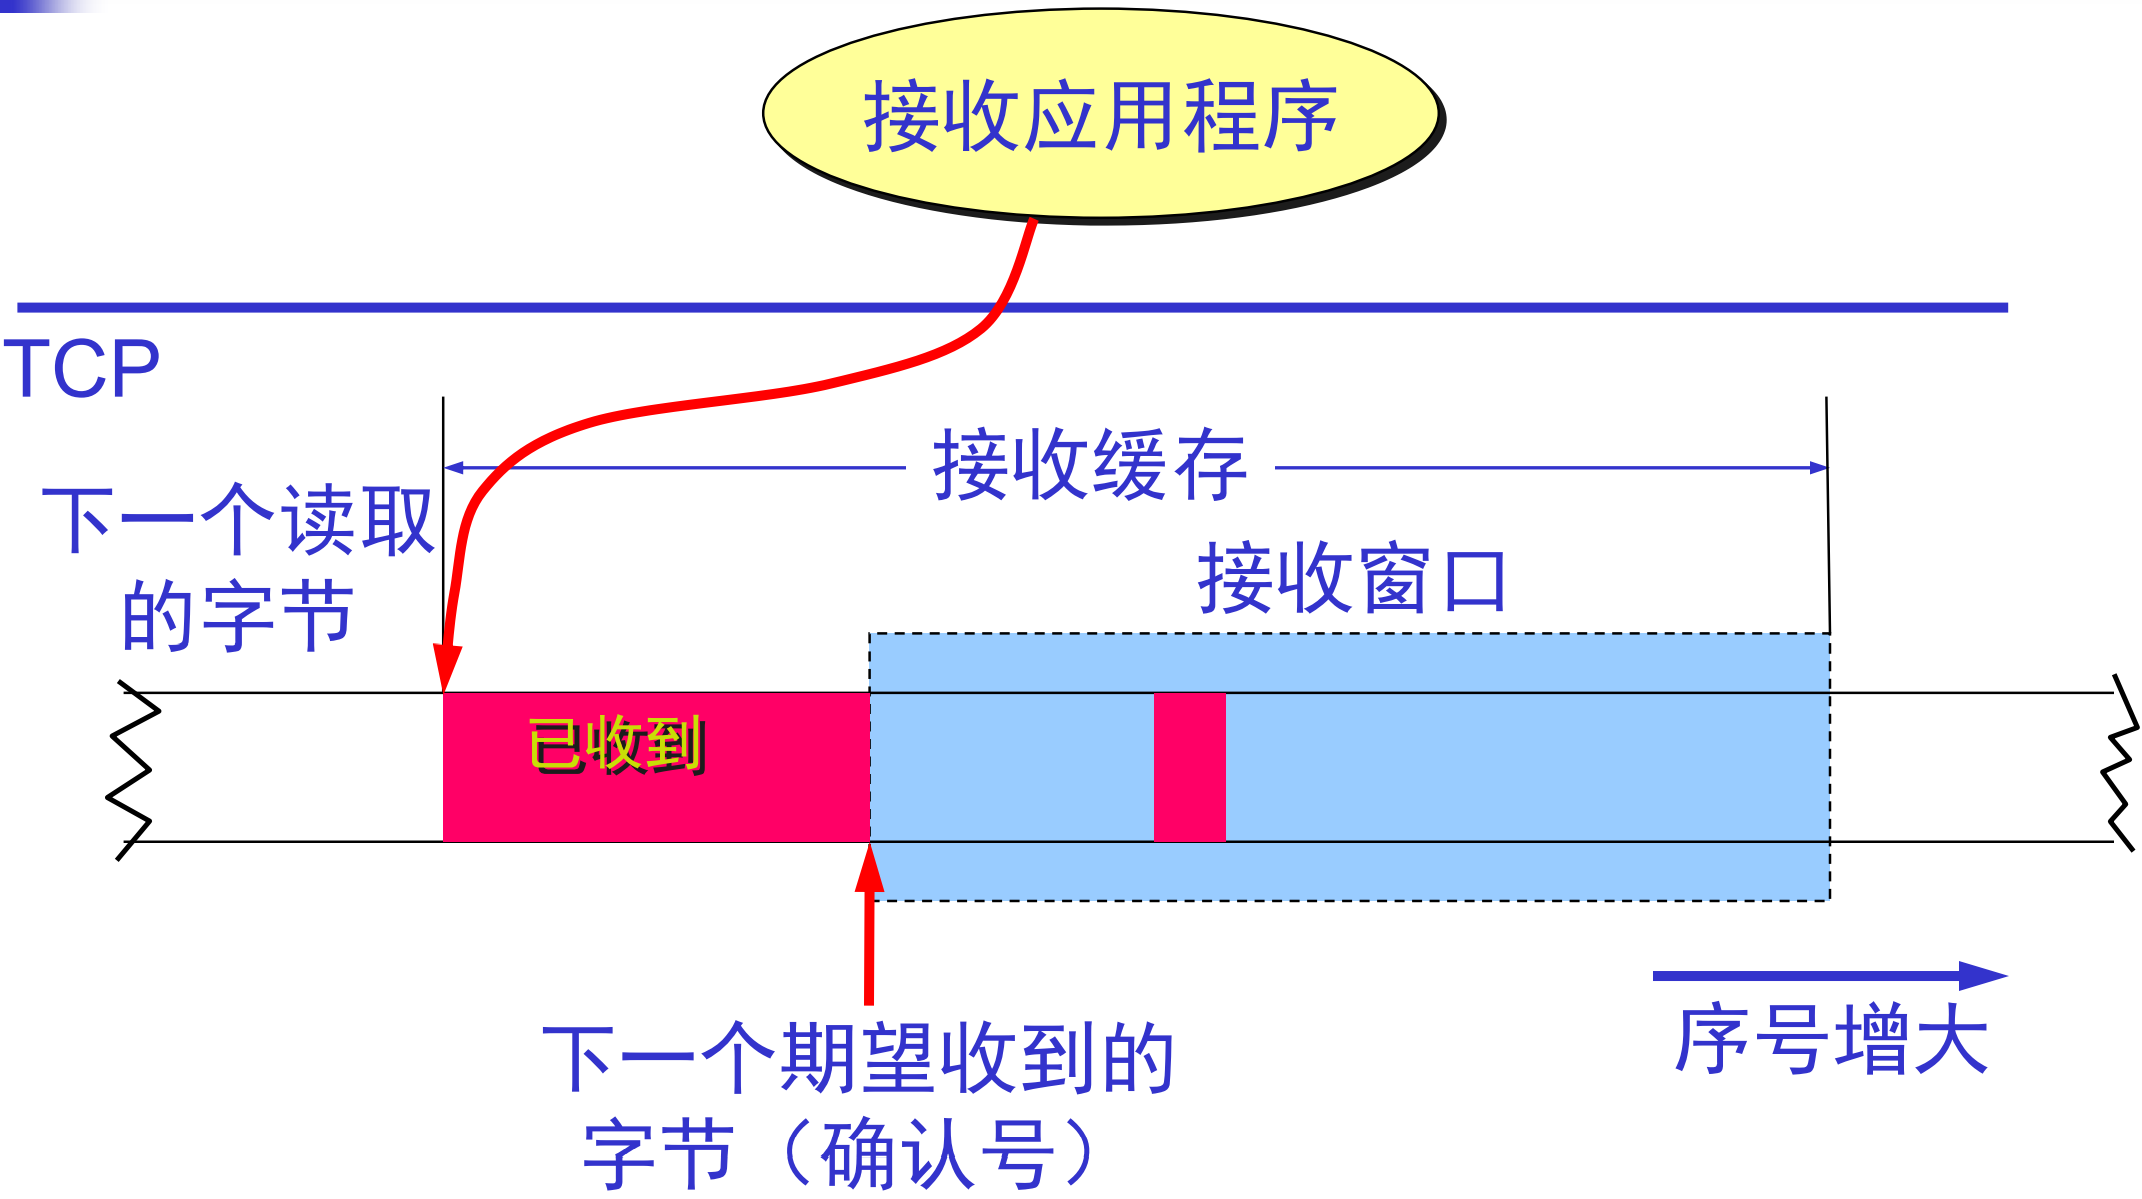 接收应用程序
TCP
接收缓存
下一个读取
的字节
接收窗口
已收到
下一个期望收到的
字节（确认号）
序号增大